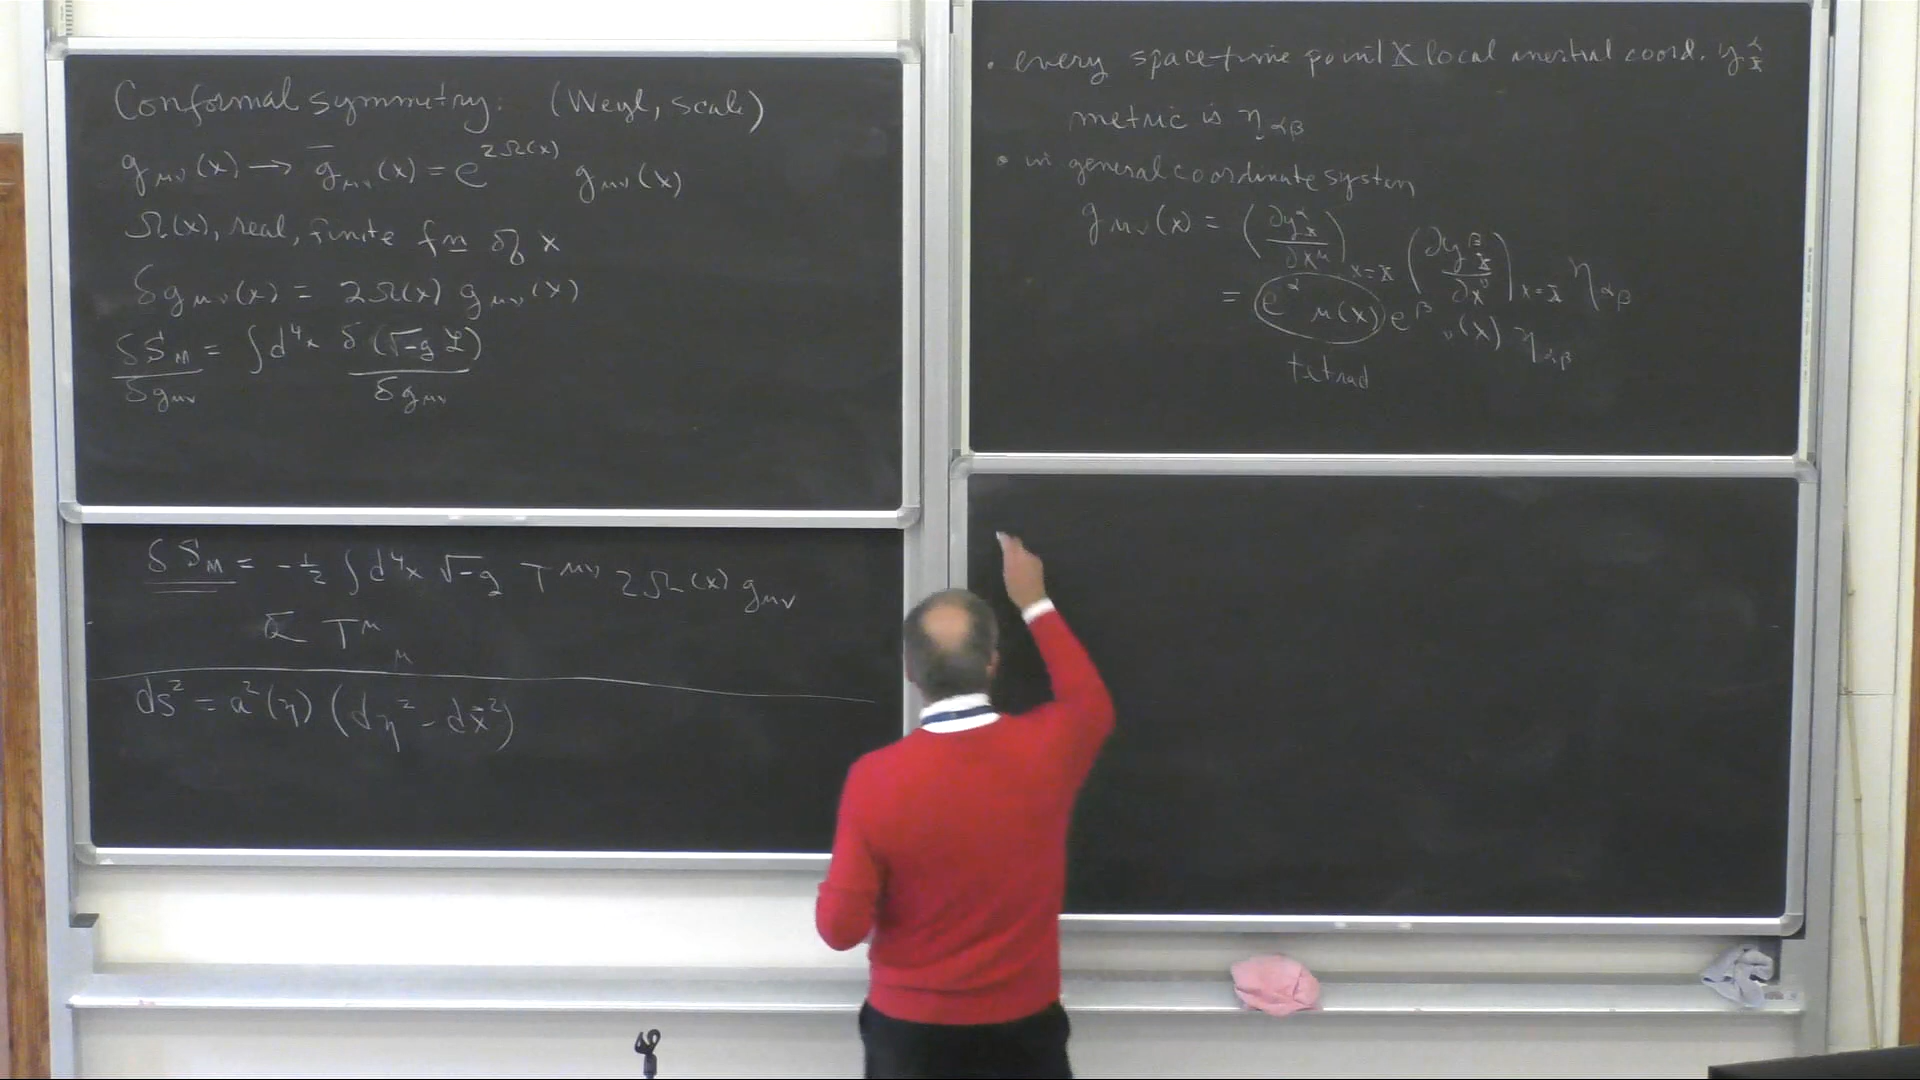 Conformal symmetry: (Weyl, scale)
g_μν(x) → ḡ_μν(x) = e^{2Ω(x)} g_μν(x)
Ω(x), real, finite fn of x
δg_μν(x) = 2Ω(x) g_μν(x)
δS_M / δg_μν = ∫d⁴x δ(√-g ℒ) / δg_μν
δS_M = -½ ∫d⁴x √-g T^{μν} 2Ω(x) g_μν
T^μ_μ
ds² = a²(η) (dη² - dx⃗²)
• every space-time point X local inertial coord. y^α_X
metric is η_αβ
• in general coordinate system
g_μν(x) = (∂y^α_X / ∂x^μ)_{x=X} (∂y^β_X / ∂x^ν)_{x=X} η_αβ
= e^α_μ(x) e^β_ν(x) η_αβ
tetrad